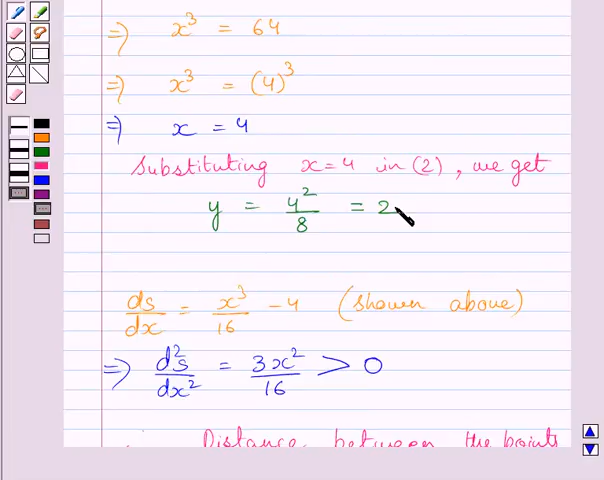 ⇒ x³ = 64
⇒ x³ = (4)³
⇒ x = 4
Substituting x=4 in (2), we get
y = 4²/8 = 2
ds/dx = x³/16 - 4 (shown above)
⇒ d²s/dx² = 3x²/16 > 0
∴ Distance between the points